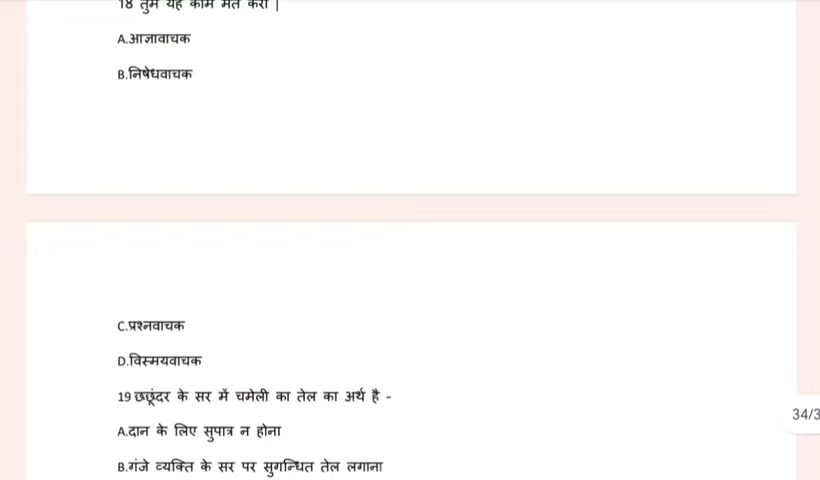 18 तुम यह काम मत करो |
A.आज्ञावाचक
B.निषेधवाचक
C.प्रश्नवाचक
D.विस्मयवाचक
19 छछूंदर के सर में चमेली का तेल का अर्थ है -
34/3
A.दान के लिए सुपात्र न होना
B.गंजे व्यक्ति के सर पर सुगन्धित तेल लगाना